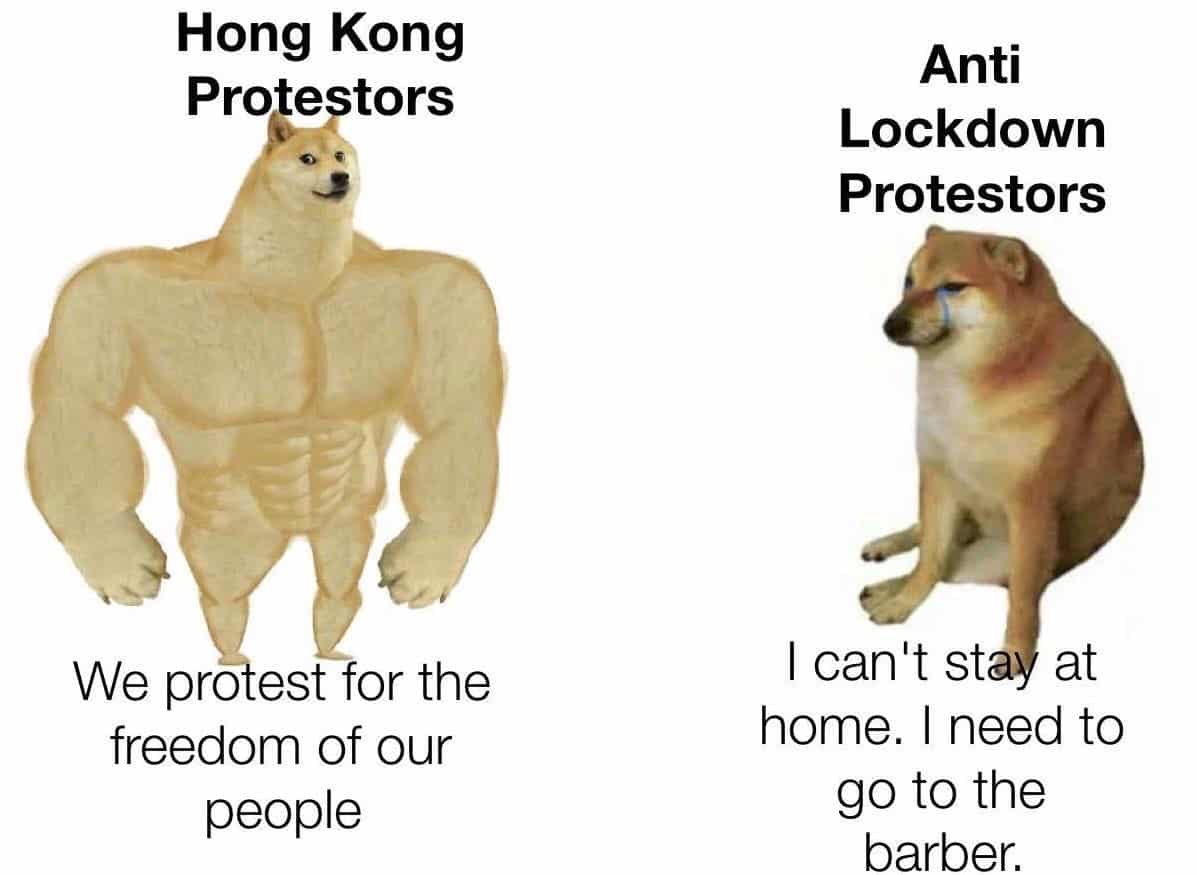 Hong Kong
Protestors
Anti
Lockdown
Protestors
We protest for the
freedom of our
people
I can't stay at
home. I need to
go to the
barber.